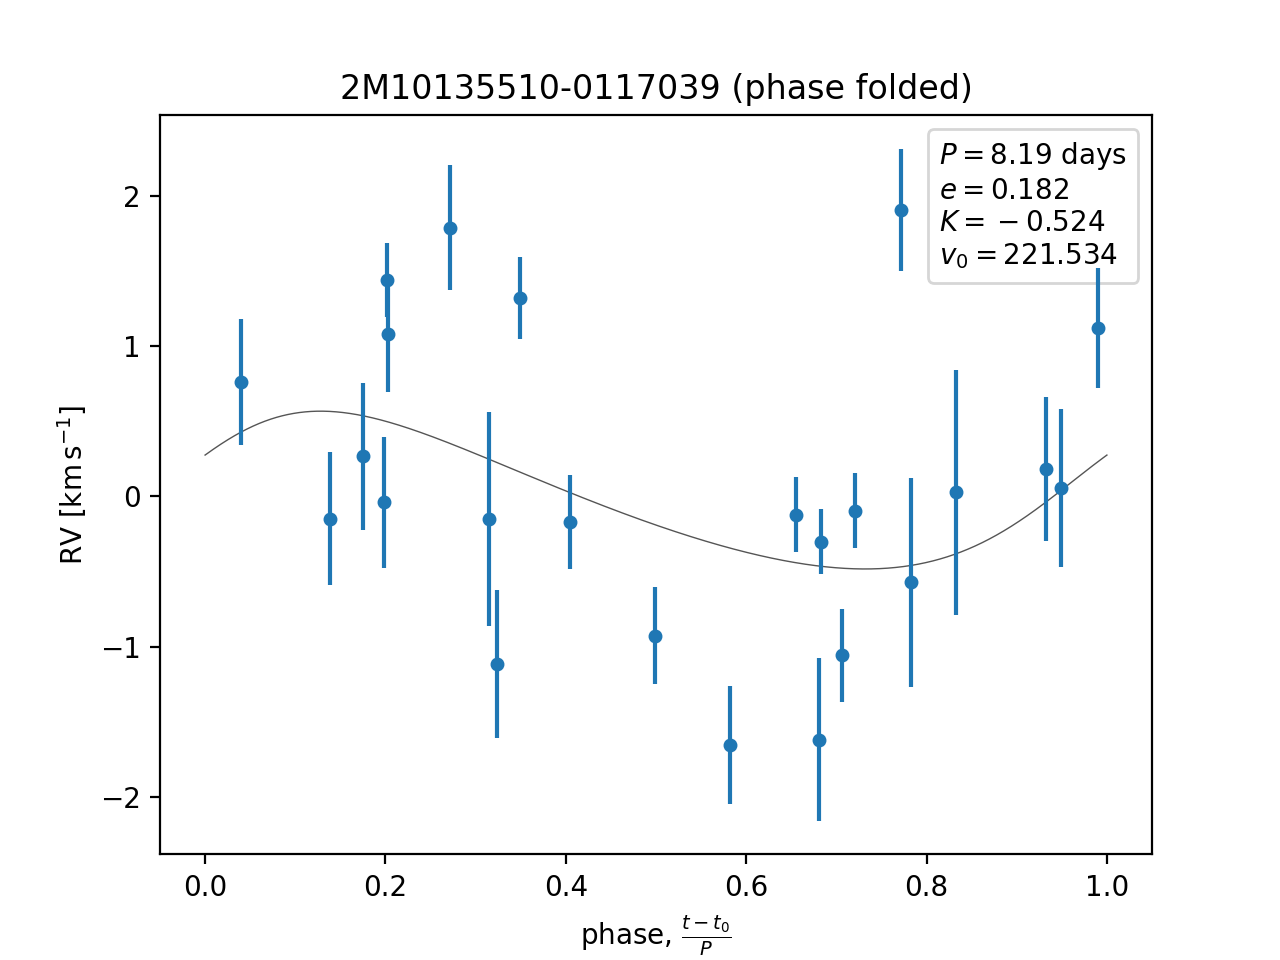 2M10135510-0117039 (phase folded)
P = 8.19 days
e = 0.182
K = −0.524
v₀ = 221.534
RV [km s⁻¹]
2
1
0
−1
−2
0.0 0.2 0.4 0.6 0.8 1.0
phase, (t − t₀)/P